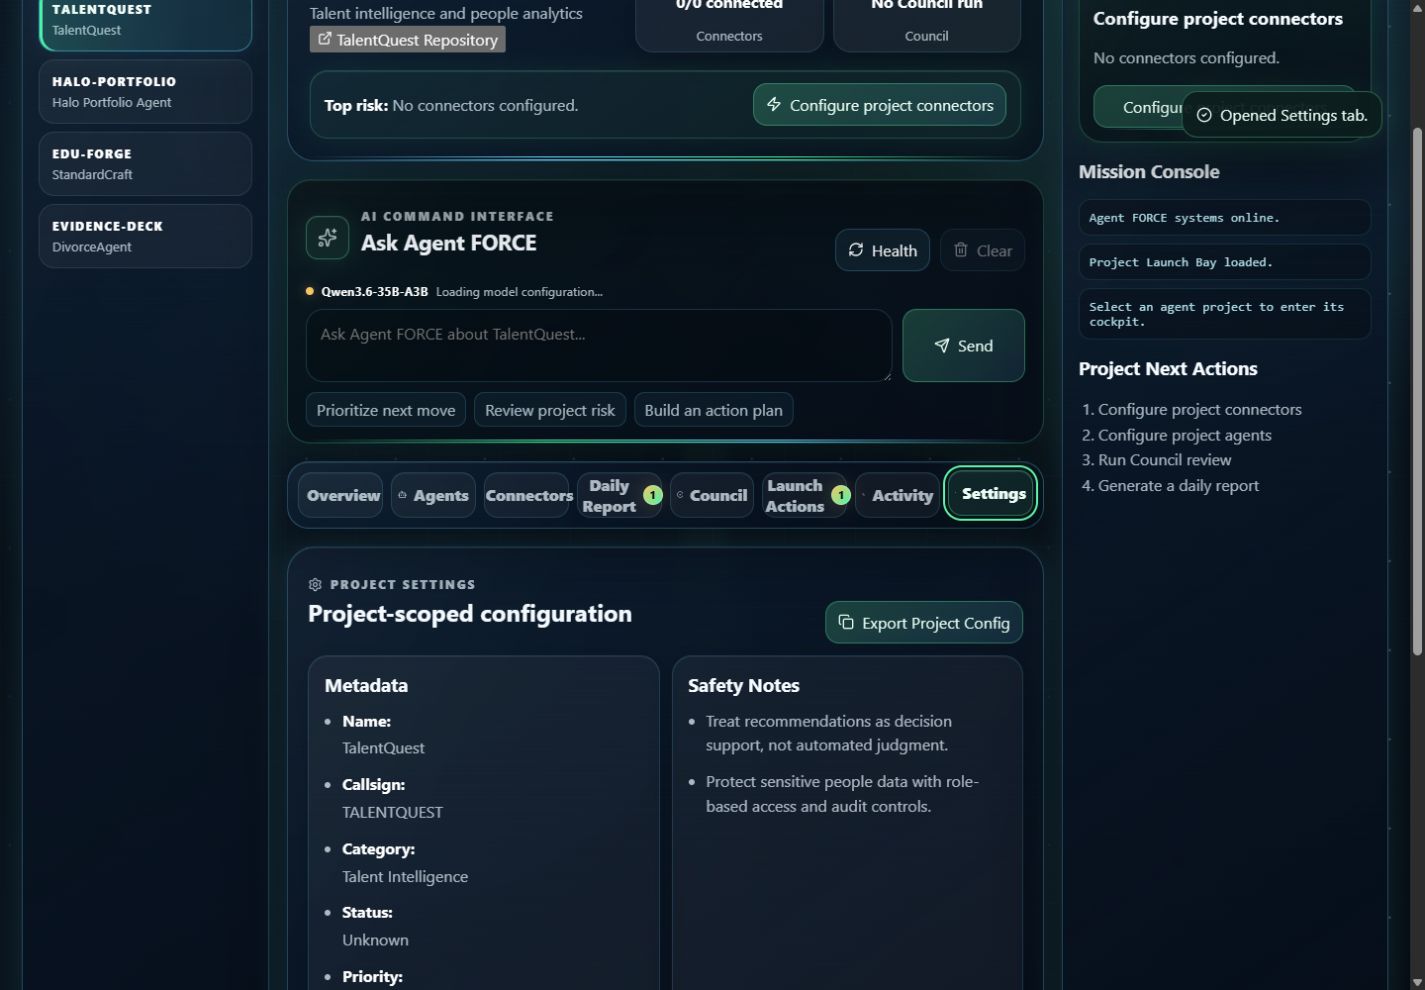 TALENTQUEST
TalentQuest
HALO-PORTFOLIO
Halo Portfolio Agent
EDU-FORGE
StandardCraft
EVIDENCE-DECK
DivorceAgent
Talent intelligence and people analytics
TalentQuest Repository
0/0 connected
Connectors
No Council run
Council
Top risk: No connectors configured.
Configure project connectors
AI COMMAND INTERFACE
Ask Agent FORCE
Health
Clear
Qwen3.6-35B-A3B Loading model configuration...
Ask Agent FORCE about TalentQuest...
Send
Prioritize next move
Review project risk
Build an action plan
Overview
Agents
Connectors
Daily
Report
1
Council
Launch
Actions
1
Activity
Settings
PROJECT SETTINGS
Project-scoped configuration
Export Project Config
Metadata
Name:
TalentQuest
Callsign:
TALENTQUEST
Category:
Talent Intelligence
Status:
Unknown
Priority:
Safety Notes
Treat recommendations as decision
support, not automated judgment.
Protect sensitive people data with role-
based access and audit controls.
Configure project connectors
No connectors configured.
Configu
Opened Settings tab.
Mission Console
Agent FORCE systems online.
Project Launch Bay loaded.
Select an agent project to enter its
cockpit.
Project Next Actions
1. Configure project connectors
2. Configure project agents
3. Run Council review
4. Generate a daily report